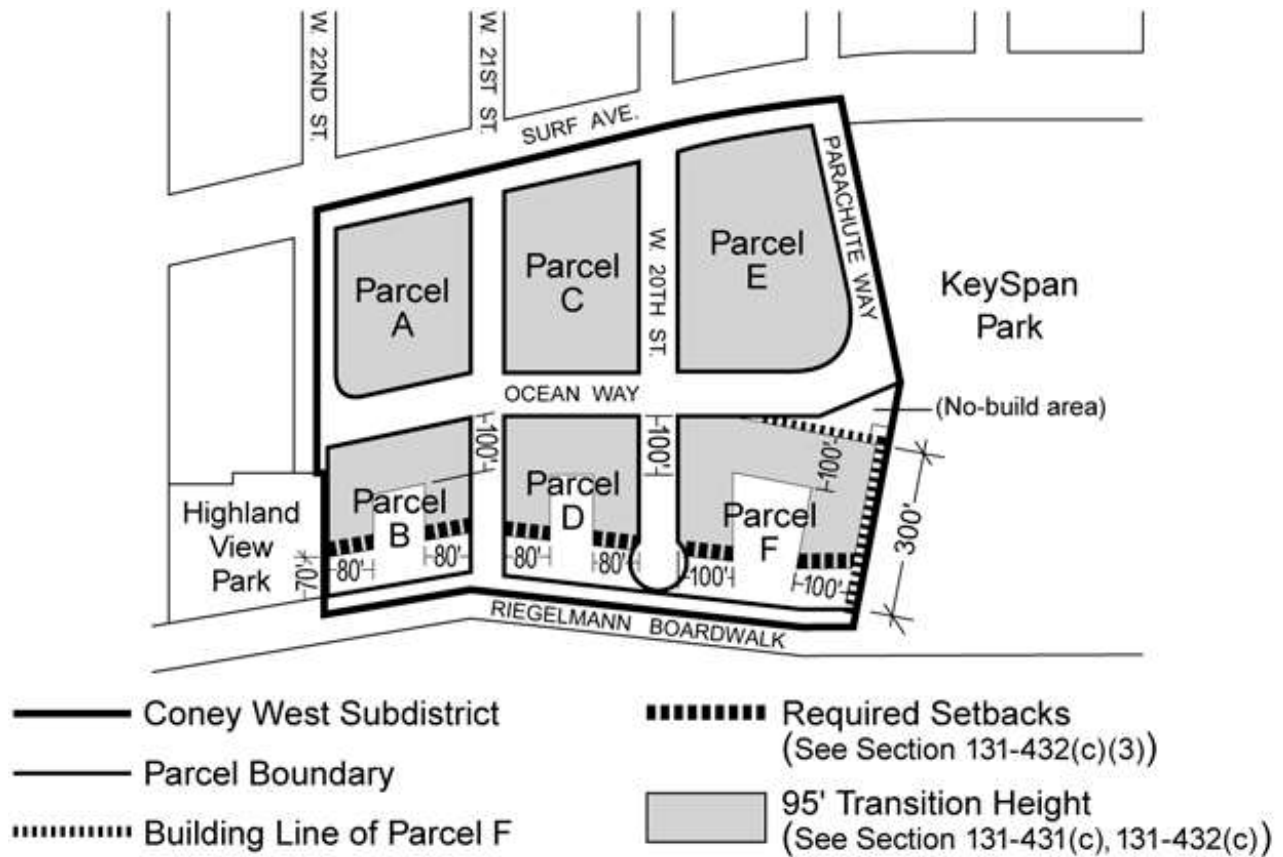 W. 22ND ST.
W. 21ST ST.
SURF AVE.
PARACHUTE WAY
Parcel
A
Parcel
C
W. 20TH ST.
Parcel
E
KeySpan
Park
OCEAN WAY
(No-build area)
100'
100'
100'
300'
Highland
View
Park
Parcel
B
Parcel
D
Parcel
F
70'
80'
80'
80'
80'
100'
100'
RIEGELMANN BOARDWALK
Coney West Subdistrict
Parcel Boundary
Building Line of Parcel F
Required Setbacks
(See Section 131-432(c)(3))
95' Transition Height
(See Section 131-431(c), 131-432(c))